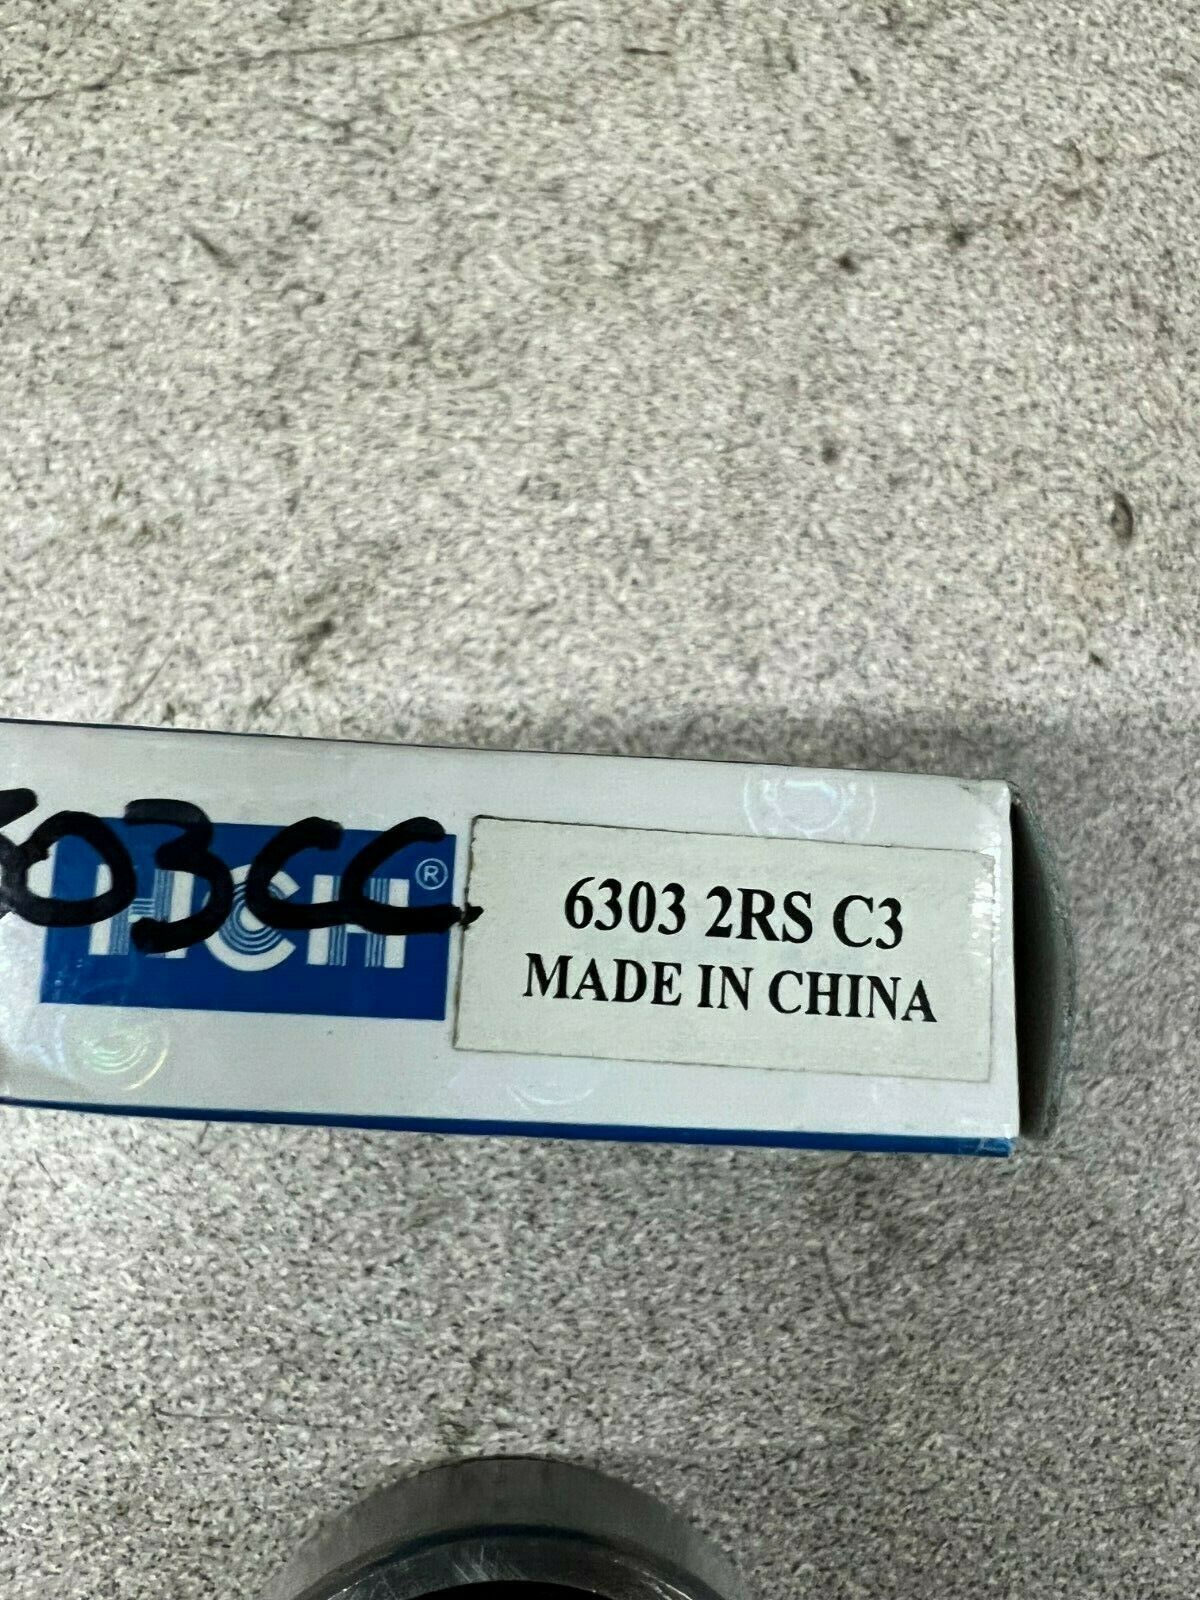 303CC
HCH®
6303 2RS C3
MADE IN CHINA